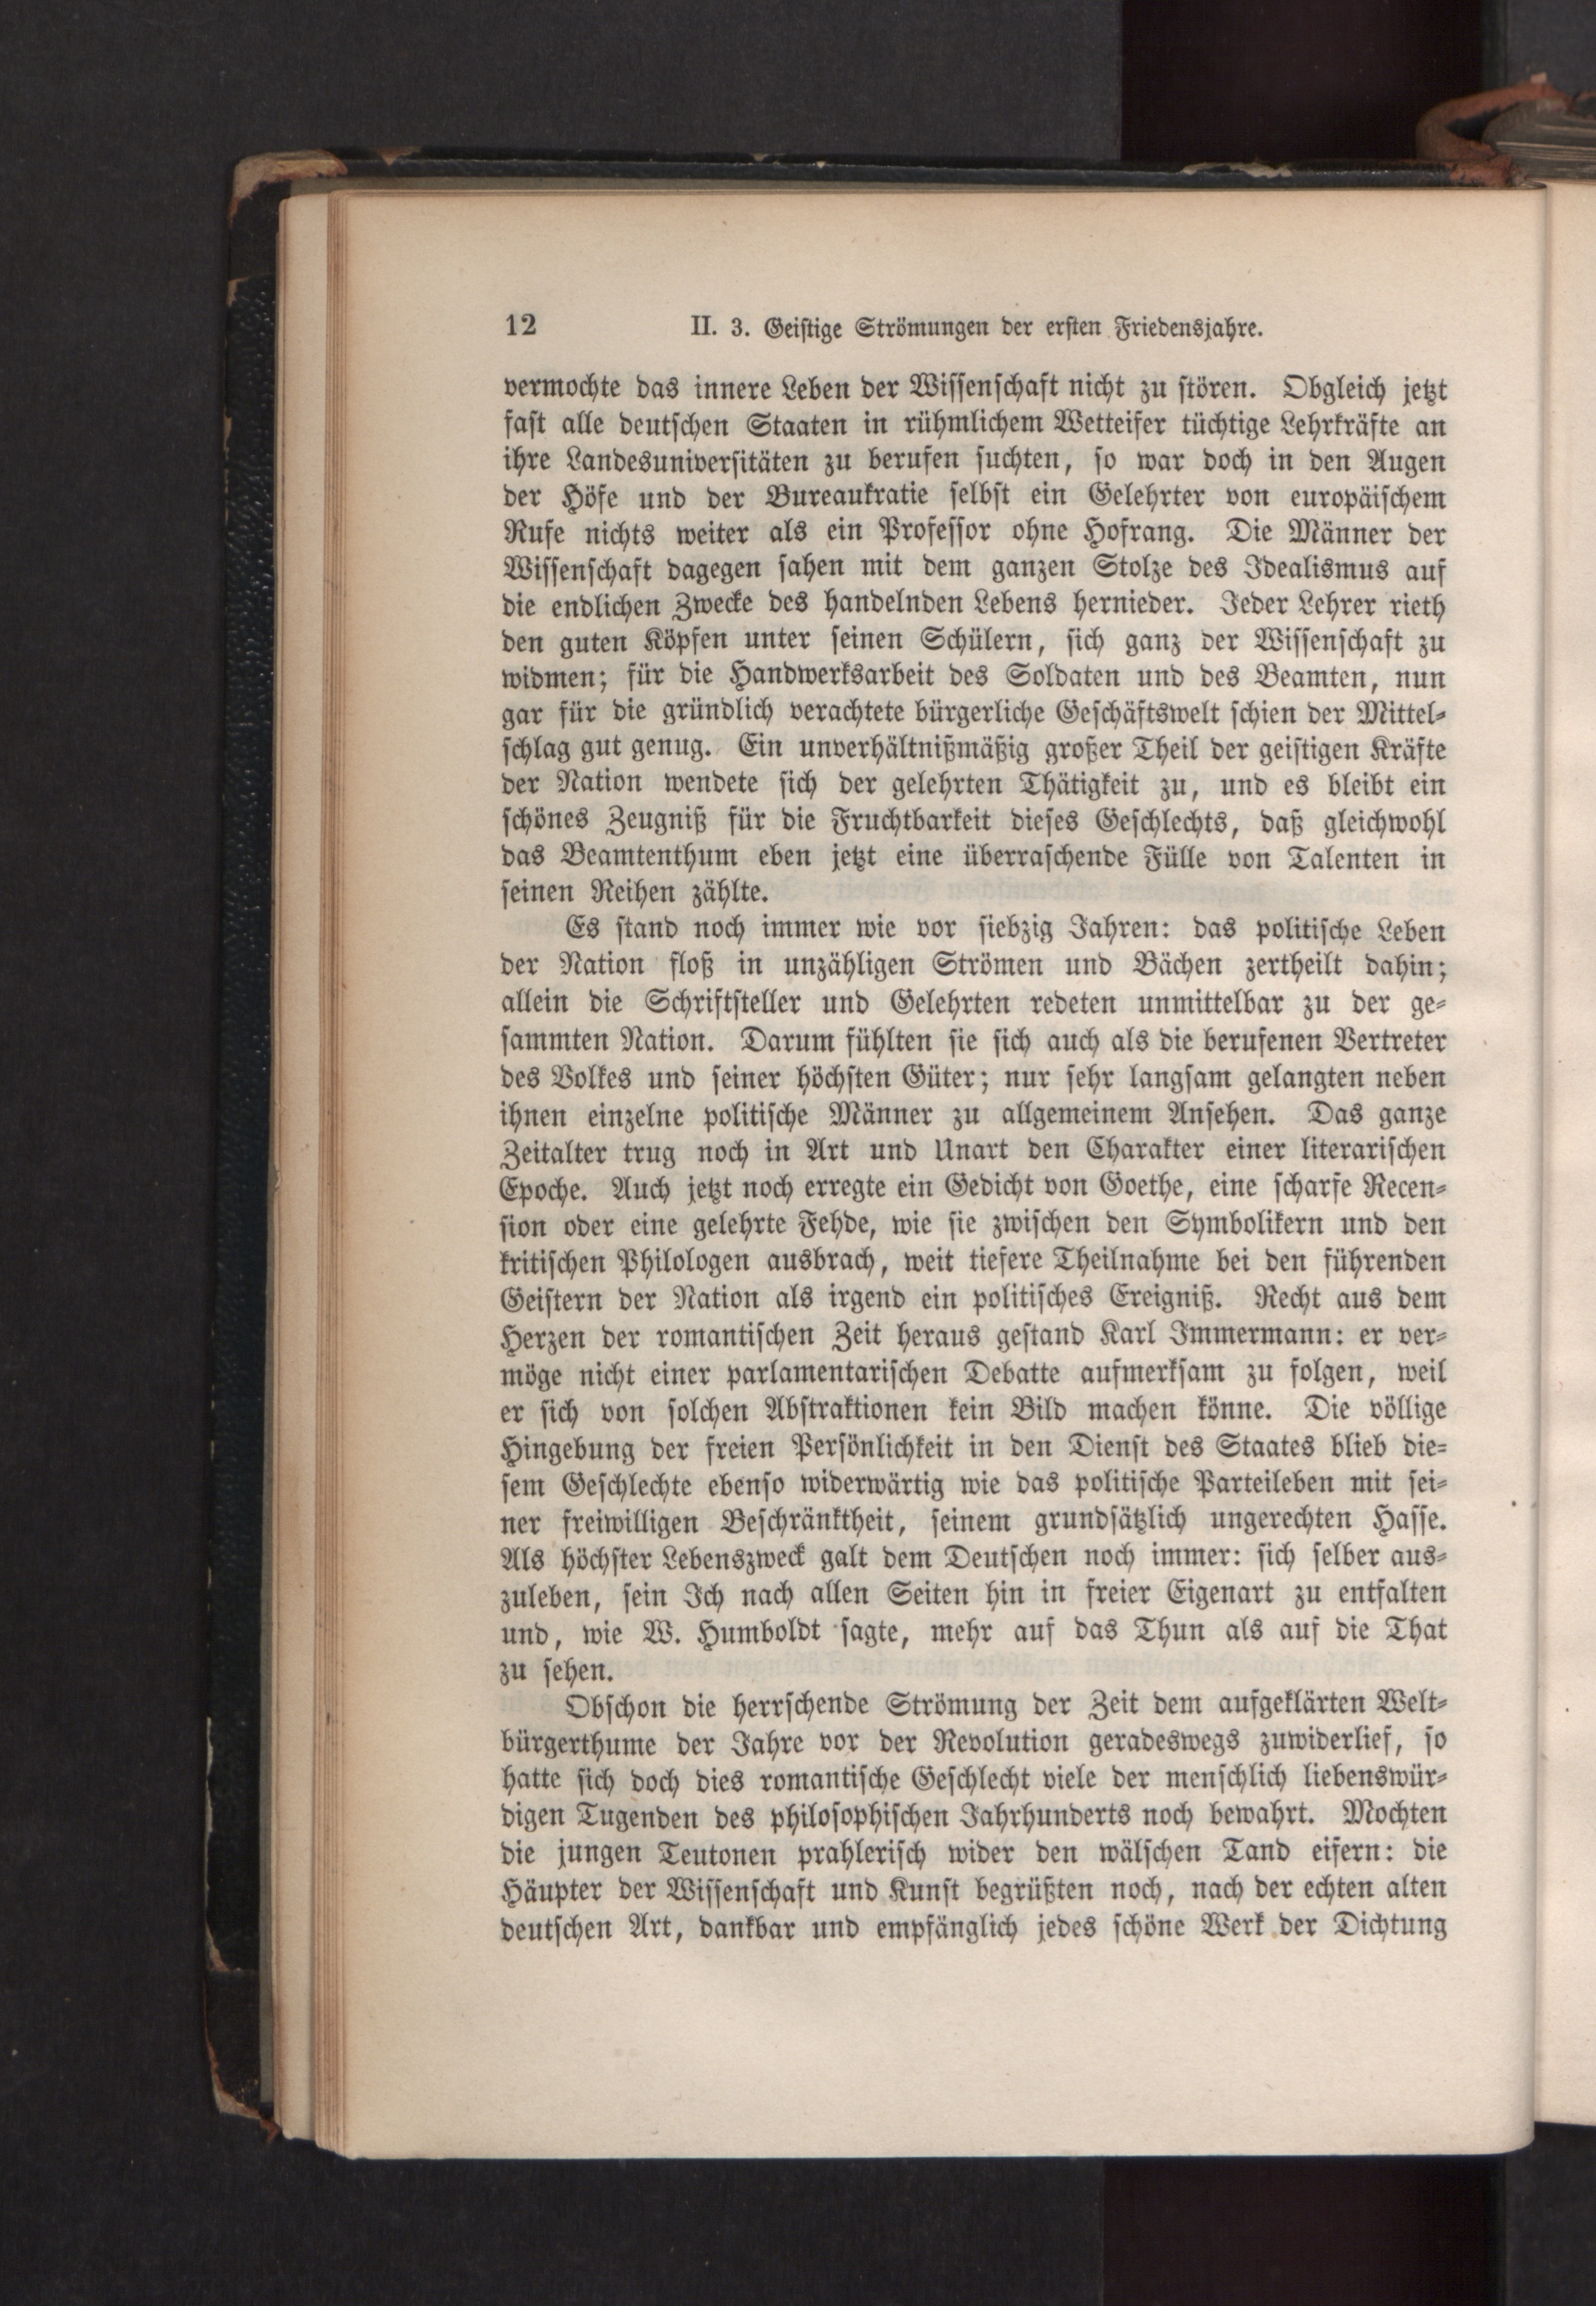 12 II. 3. Geistige Strömungen der ersten Friedensjahre.
vermochte das innere Leben der Wissenschaft nicht zu stören. Obgleich jetzt
fast alle deutschen Staaten in rühmlichem Wetteifer tüchtige Lehrkräfte an
ihre Landesuniversitäten zu berufen suchten, so war doch in den Augen
der Höfe und der Bureaukratie selbst ein Gelehrter von europäischem
Rufe nichts weiter als ein Professor ohne Hofrang. Die Männer der
Wissenschaft dagegen sahen mit dem ganzen Stolze des Idealismus auf
die endlichen Zwecke des handelnden Lebens hernieder. Jeder Lehrer rieth
den guten Köpfen unter seinen Schülern, sich ganz der Wissenschaft zu
widmen; für die Handwerksarbeit des Soldaten und des Beamten, nun
gar für die gründlich verachtete bürgerliche Geschäftswelt schien der Mittel-
schlag gut genug. Ein unverhältnißmäßig großer Theil der geistigen Kräfte
der Nation wendete sich der gelehrten Thätigkeit zu, und es bleibt ein
schönes Zeugniß für die Fruchtbarkeit dieses Geschlechts, daß gleichwohl
das Beamtenthum eben jetzt eine überraschende Fülle von Talenten in
seinen Reihen zählte.
Es stand noch immer wie vor siebzig Jahren: das politische Leben
der Nation floß in unzähligen Strömen und Bächen zertheilt dahin;
allein die Schriftsteller und Gelehrten redeten unmittelbar zu der ge-
sammten Nation. Darum fühlten sie sich auch als die berufenen Vertreter
des Volkes und seiner höchsten Güter; nur sehr langsam gelangten neben
ihnen einzelne politische Männer zu allgemeinem Ansehen. Das ganze
Zeitalter trug noch in Art und Unart den Charakter einer literarischen
Epoche. Auch jetzt noch erregte ein Gedicht von Goethe, eine scharfe Recen-
sion oder eine gelehrte Fehde, wie sie zwischen den Symbolikern und den
kritischen Philologen ausbrach, weit tiefere Theilnahme bei den führenden
Geistern der Nation als irgend ein politisches Ereigniß. Recht aus dem
Herzen der romantischen Zeit heraus gestand Karl Immermann: er ver-
möge nicht einer parlamentarischen Debatte aufmerksam zu folgen, weil
er sich von solchen Abstraktionen kein Bild machen könne. Die völlige
Hingebung der freien Persönlichkeit in den Dienst des Staates blieb die-
sem Geschlechte ebenso widerwärtig wie das politische Parteileben mit sei-
ner freiwilligen Beschränktheit, seinem grundsätzlich ungerechten Hasse.
Als höchster Lebenszweck galt dem Deutschen noch immer: sich selber aus-
zuleben, sein Ich nach allen Seiten hin in freier Eigenart zu entfalten
und, wie W. Humboldt sagte, mehr auf das Thun als auf die That
zu sehen.
Obschon die herrschende Strömung der Zeit dem aufgeklärten Welt-
bürgerthume der Jahre vor der Revolution geradeswegs zuwiderlief, so
hatte sich doch dies romantische Geschlecht viele der menschlich liebenswür-
digen Tugenden des philosophischen Jahrhunderts noch bewahrt. Mochten
die jungen Teutonen prahlerisch wider den wälschen Tand eifern: die
Häupter der Wissenschaft und Kunst begrüßten noch, nach der echten alten
deutschen Art, dankbar und empfänglich jedes schöne Werk der Dichtung